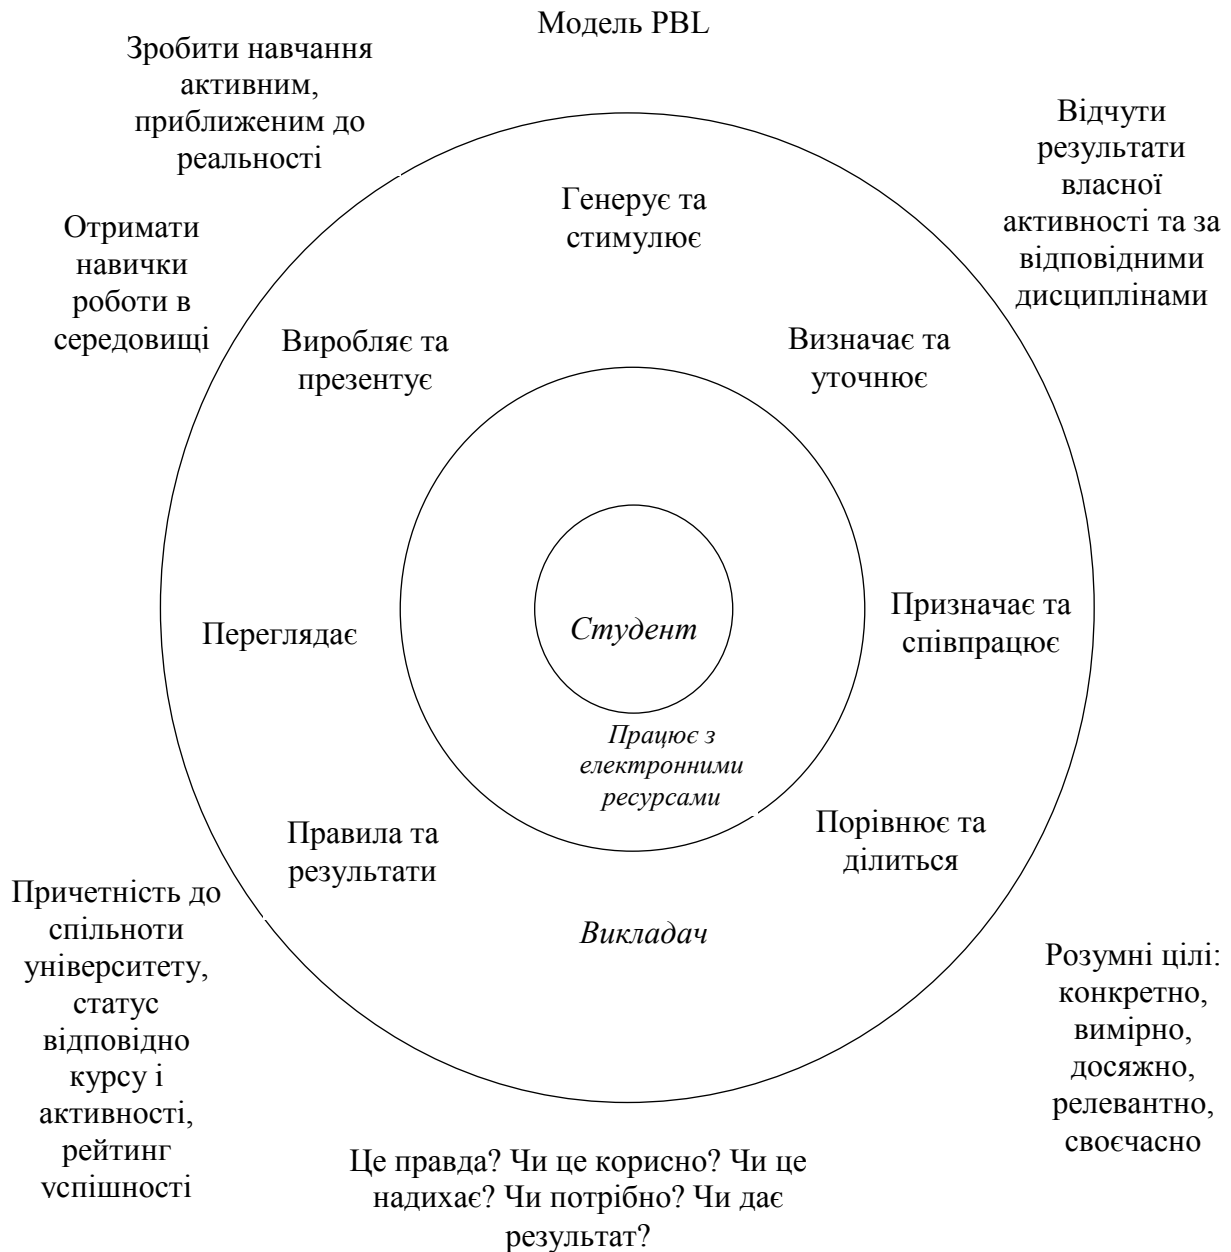 Модель PBL
Зробити навчання
активним,
приближеним до
реальності
Відчути
результати
власної
активності та за
відповідними
дисциплінами
Отримати
навички
роботи в
середовищі
Генерує та
стимулює
Виробляє та
презентує
Визначає та
уточнює
Переглядає
Студент
Призначає та
співпрацює
Працює з
електронними
ресурсами
Правила та
результати
Порівнює та
ділиться
Викладач
Причетність до
спільноти
університету,
статус
відповідно
курсу і
активності,
рейтинг
успішності
Розумні цілі:
конкретно,
вимірно,
досяжно,
релевантно,
своєчасно
Це правда? Чи це корисно? Чи це
надихає? Чи потрібно? Чи дає
результат?